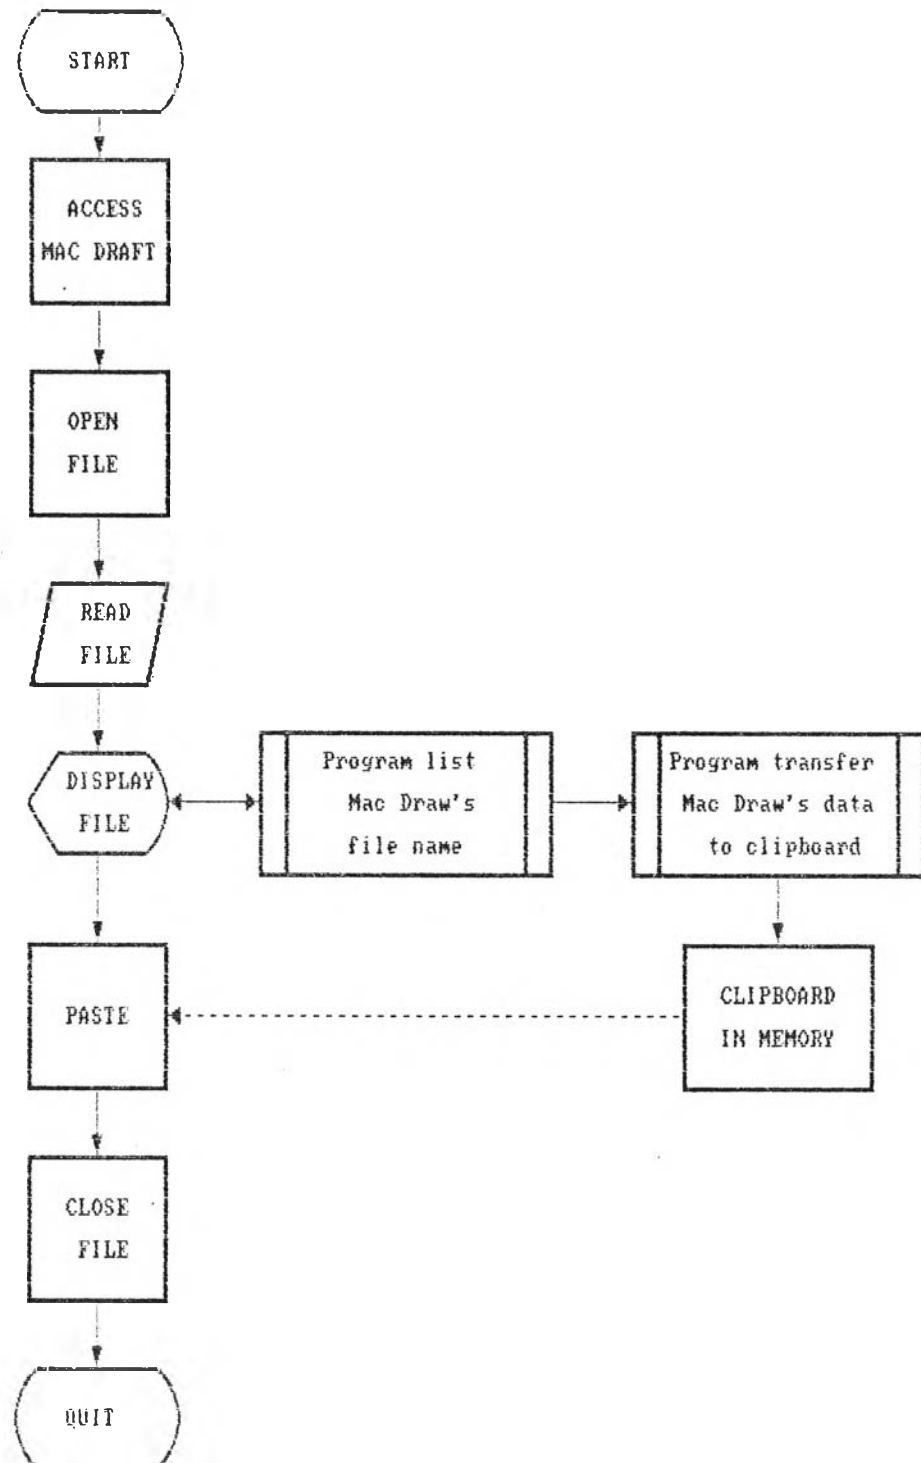 START
ACCESS
MAC DRAFT
OPEN
FILE
READ
FILE
DISPLAY
FILE
Program list
Mac Draw's
file name
Program transfer
Mac Draw's data
to clipboard
PASTE
CLIPBOARD
IN MEMORY
CLOSE
FILE
QUIT